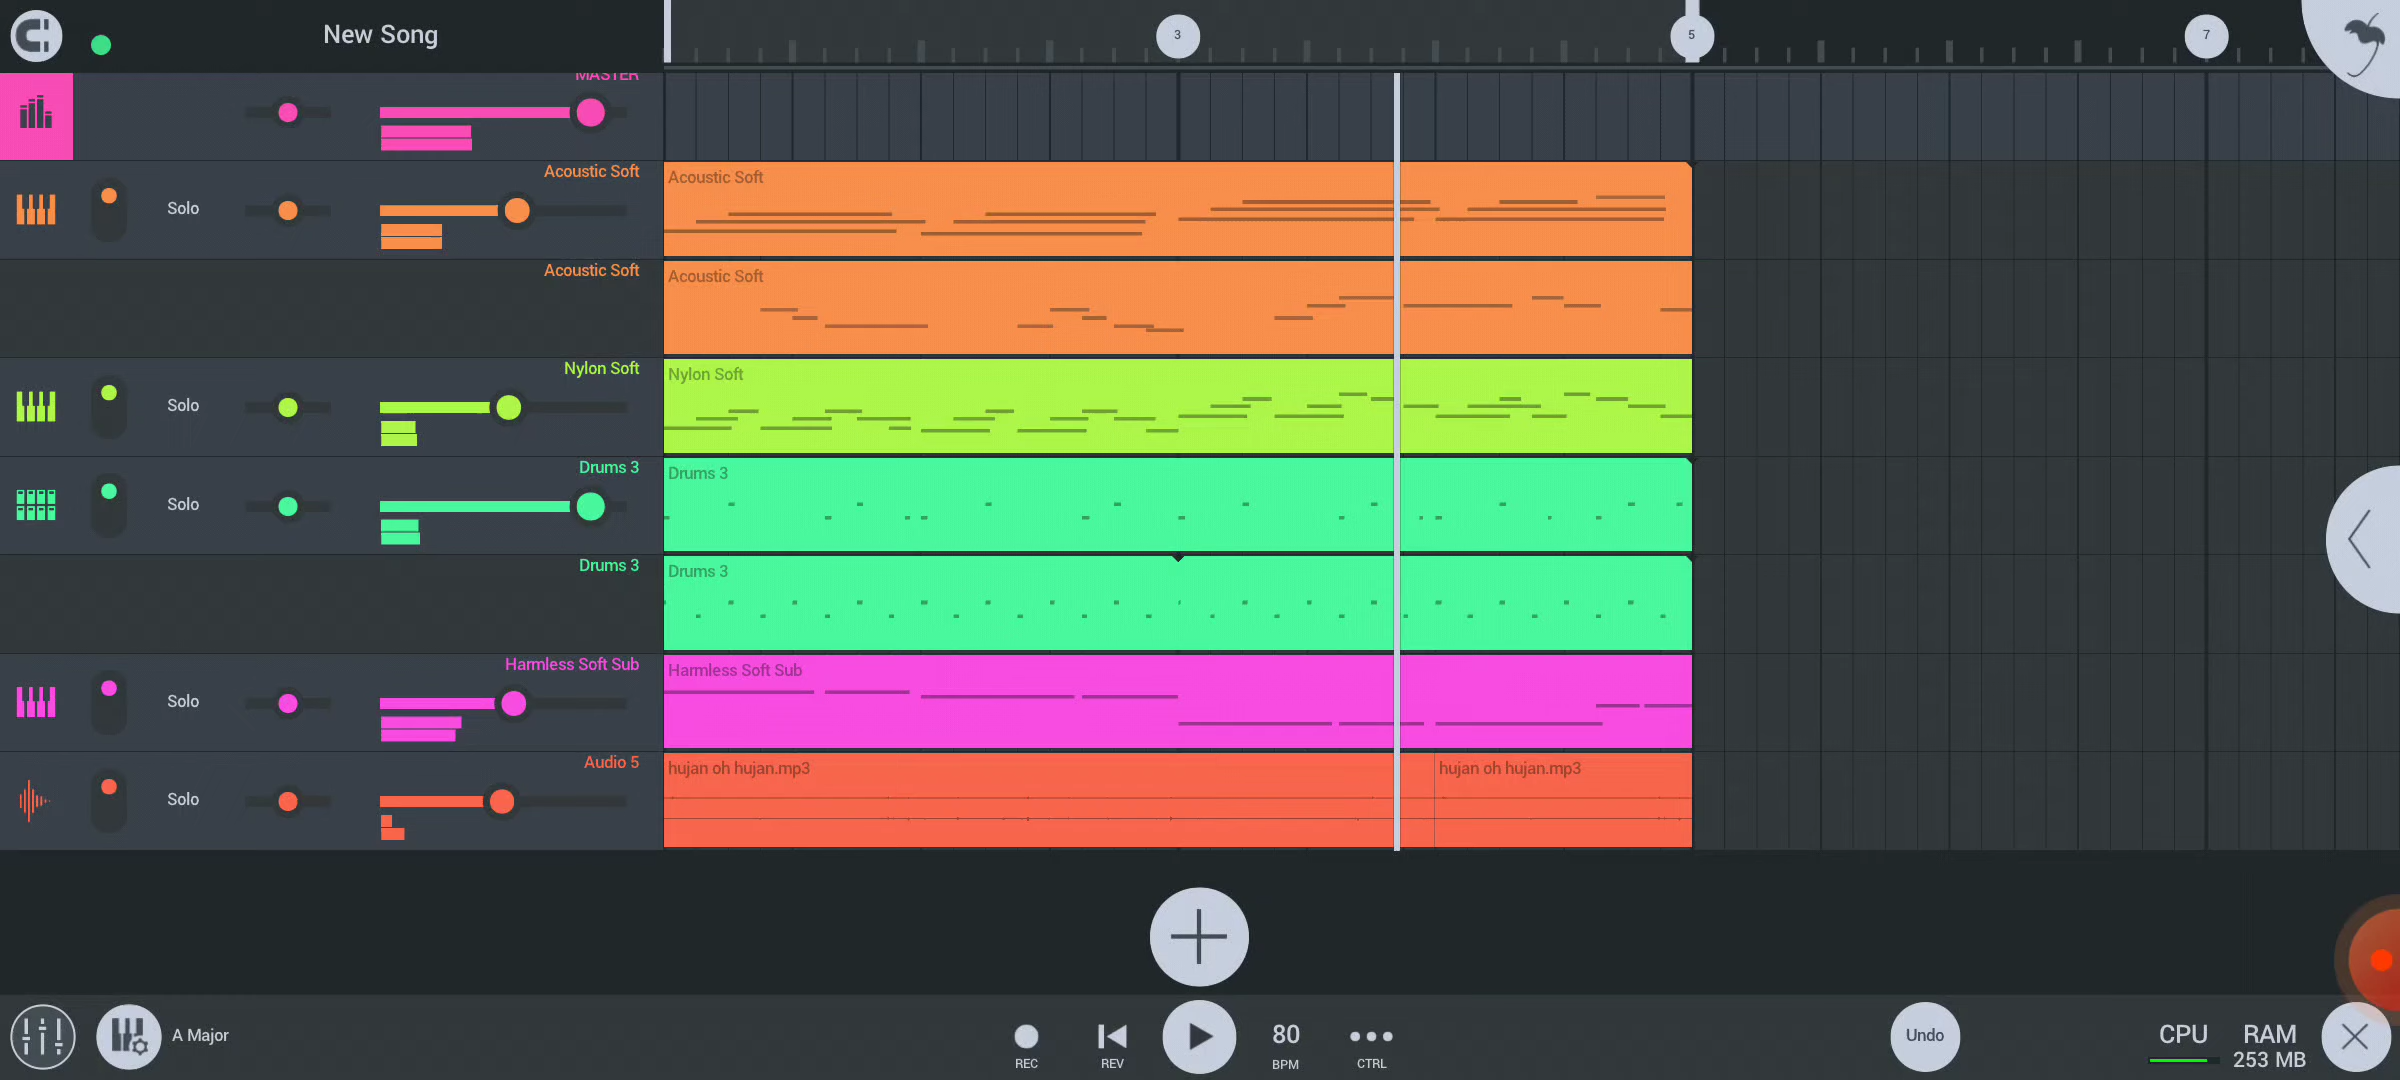 New Song
3
5
7
MASTER
Acoustic Soft
Solo
Acoustic Soft
Acoustic Soft
Acoustic Soft
Nylon Soft
Solo
Nylon Soft
Drums 3
Solo
Drums 3
Drums 3
Drums 3
Harmless Soft Sub
Solo
Harmless Soft Sub
Audio 5
Solo
hujan oh hujan.mp3
hujan oh hujan.mp3
A Major
REC
REV
80
BPM
CTRL
Undo
CPU
RAM
253 MB